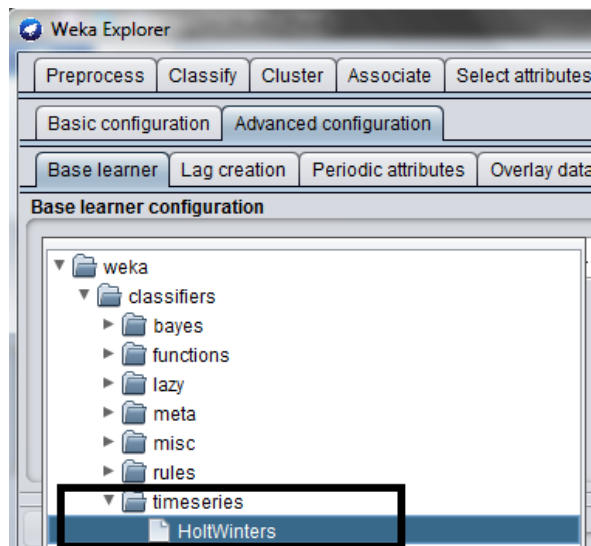 Weka Explorer
Preprocess Classify Cluster Associate Select attributes
Basic configuration Advanced configuration
Base learner Lag creation Periodic attributes Overlay data
Base learner configuration
weka
classifiers
bayes
functions
lazy
meta
misc
rules
timeseries
HoltWinters